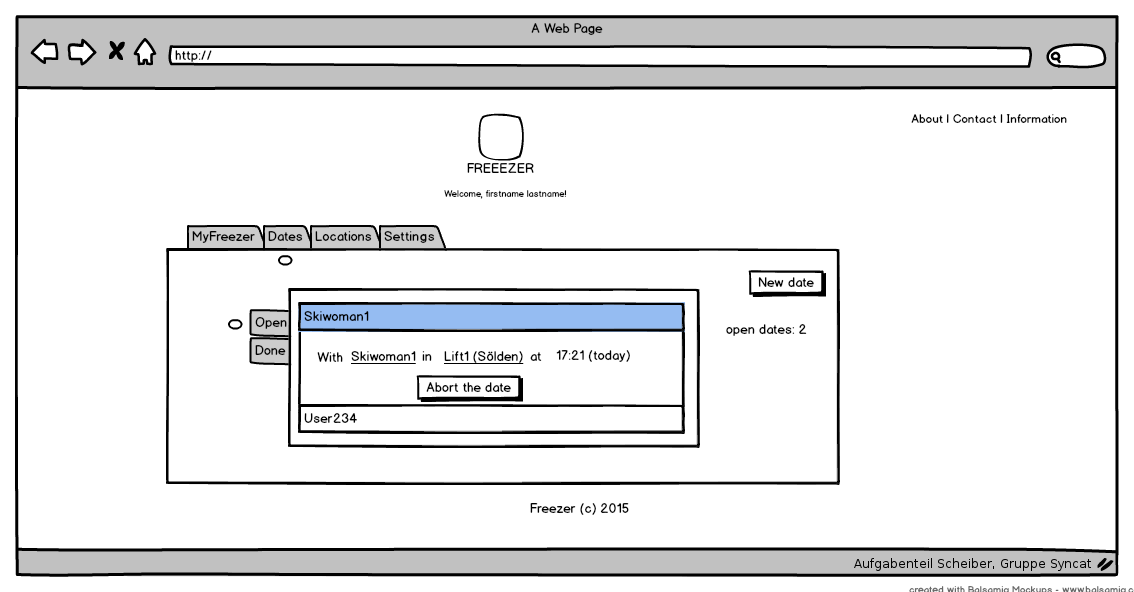 A Web Page
http://
About | Contact | Information
FREEEZER
Welcome, firstname lastname!
MyFreezer Dates Locations Settings
New date
Skiwoman1
Open
open dates: 2
Done
With Skiwoman1 in Lift1 (Sölden) at 17:21 (today)
Abort the date
User234
Freezer (c) 2015
Aufgabenteil Scheiber, Gruppe Syncat
created with Balsamiq Mockups - www.balsamiq.c